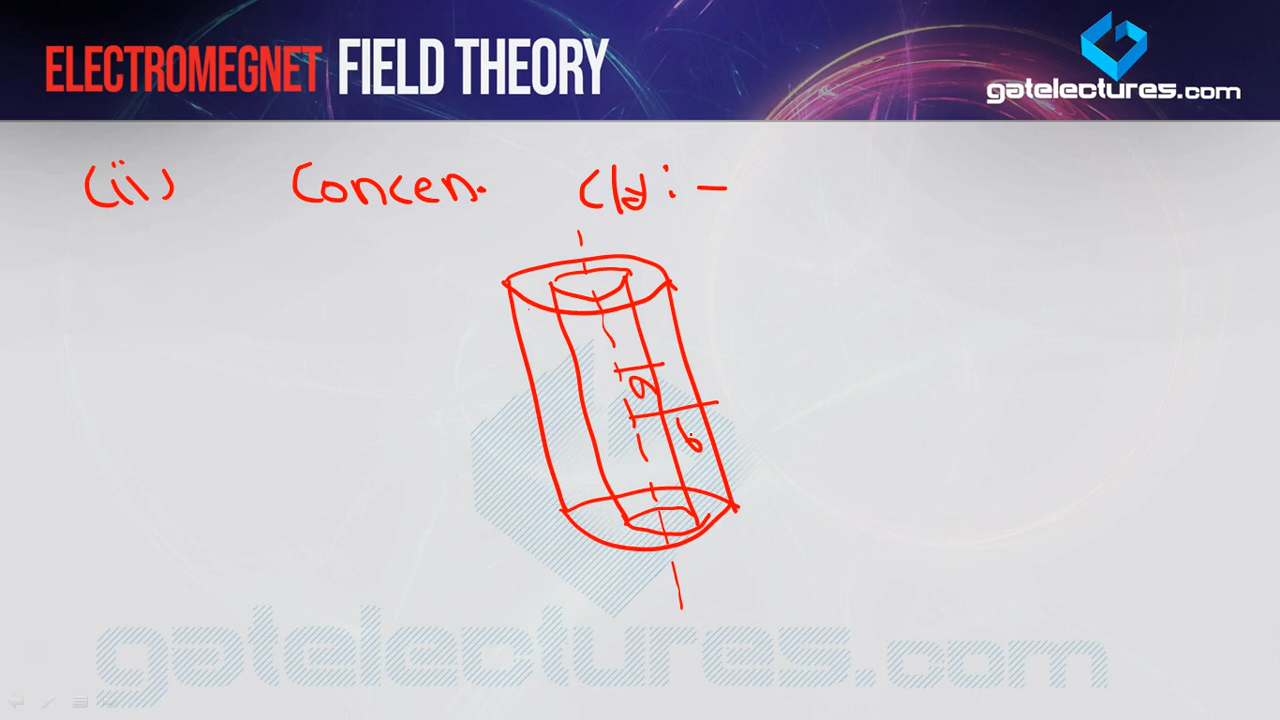 ELECTROMEGNET FIELD THEORY
gatelectures.com
(ii) Concen. Cly :-
a
b
gatelectures.com